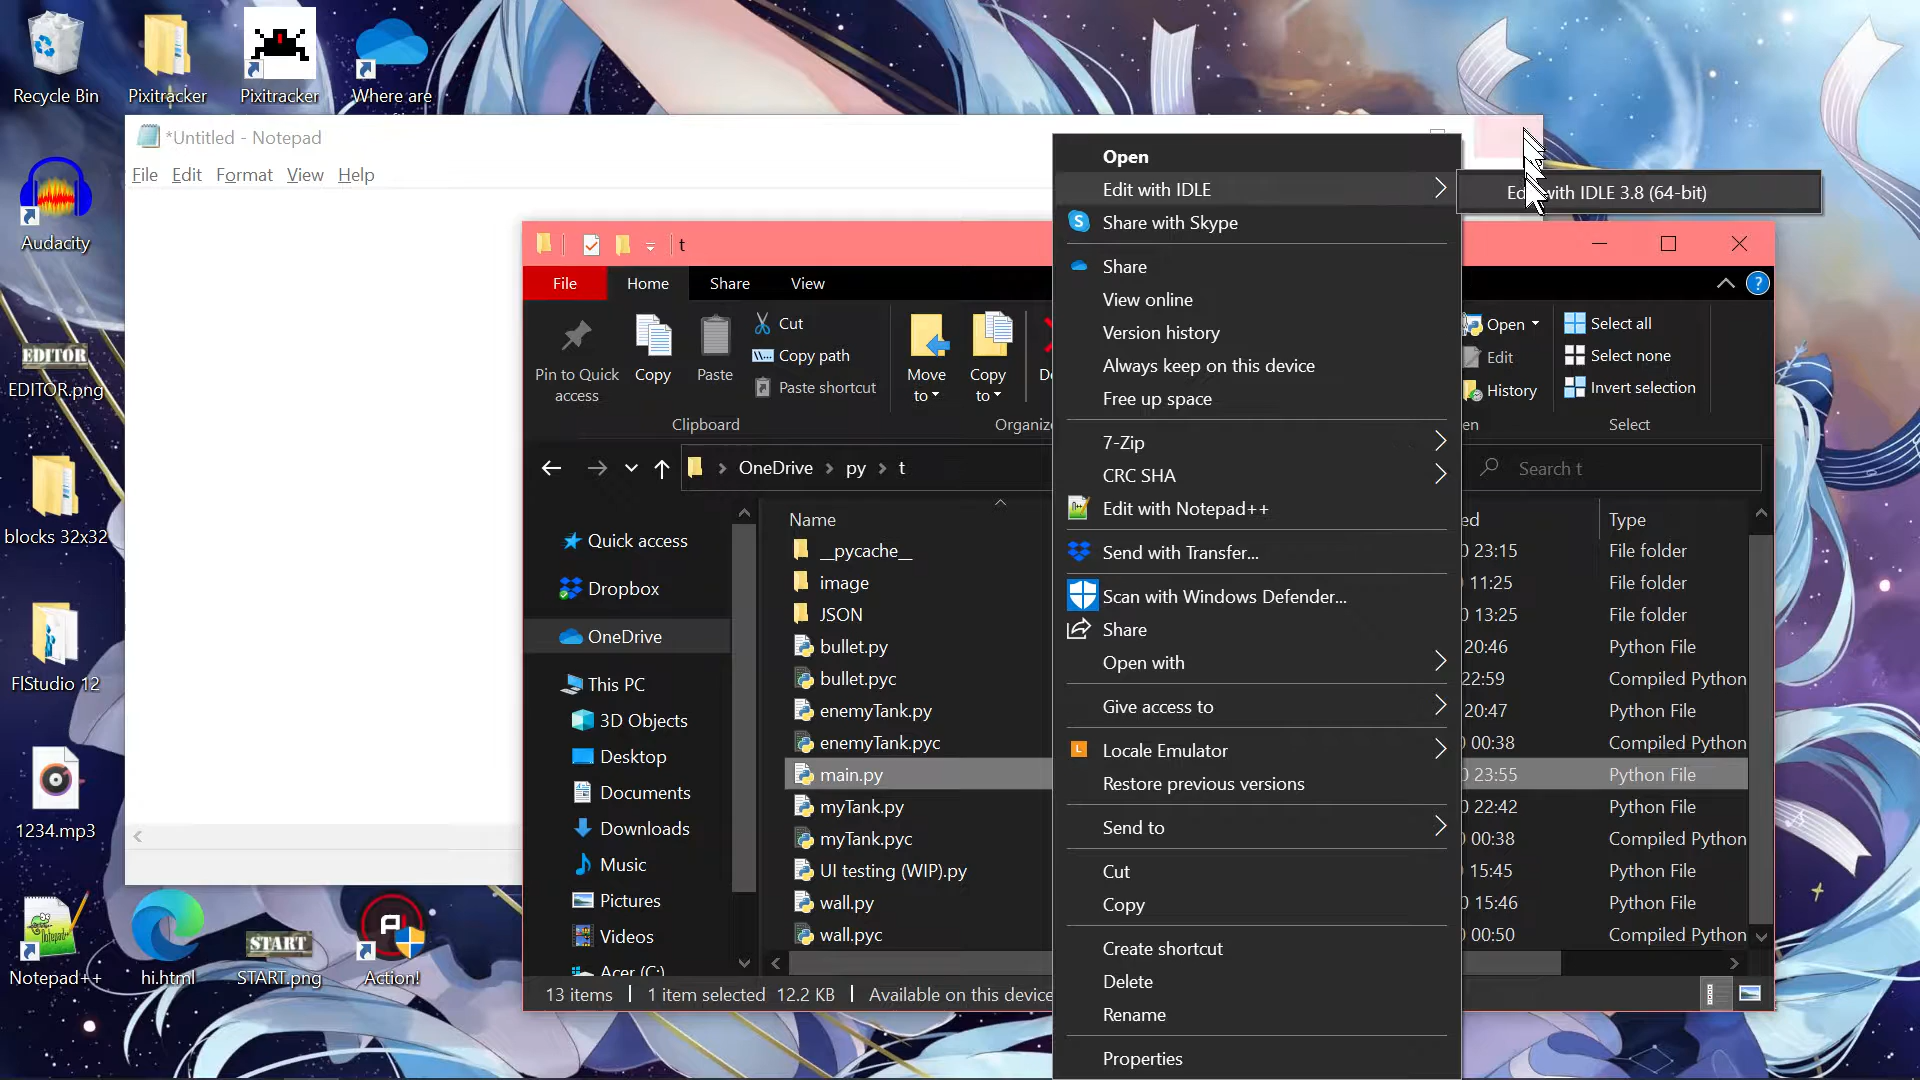 Recycle Bin
Pixitracker
Pixitracker
Where are
Audacity
EDITOR
EDITOR.png
blocks 32x32
FlStudio 12
1234.mp3
Notepad++
hi.html
START
START.png
Action!
*Untitled - Notepad
File Edit Format View Help
t
File Home Share View
Pin to Quick access
Copy
Paste
Cut
Copy path
Paste shortcut
Clipboard
Move to
Copy to
Organiz
Open
Edit
History
Select all
Select none
Invert selection
Select
OneDrive py t
Search t
Quick access
Dropbox
OneDrive
This PC
3D Objects
Desktop
Documents
Downloads
Music
Pictures
Videos
Acer (C:)
Name ed Type
__pycache__ 23:15 File folder
image 11:25 File folder
JSON 13:25 File folder
bullet.py 20:46 Python File
bullet.pyc 22:59 Compiled Python
enemyTank.py 20:47 Python File
enemyTank.pyc 00:38 Compiled Python
main.py 23:55 Python File
myTank.py 22:42 Python File
myTank.pyc 00:38 Compiled Python
UI testing (WIP).py 15:45 Python File
wall.py 15:46 Python File
wall.pyc 00:50 Compiled Python
13 items 1 item selected 12.2 KB Available on this device
Open
Edit with IDLE
Share with Skype
Share
View online
Version history
Always keep on this device
Free up space
7-Zip
CRC SHA
Edit with Notepad++
Send with Transfer...
Scan with Windows Defender...
Share
Open with
Give access to
Locale Emulator
Restore previous versions
Send to
Cut
Copy
Create shortcut
Delete
Rename
Properties
with IDLE 3.8 (64-bit)